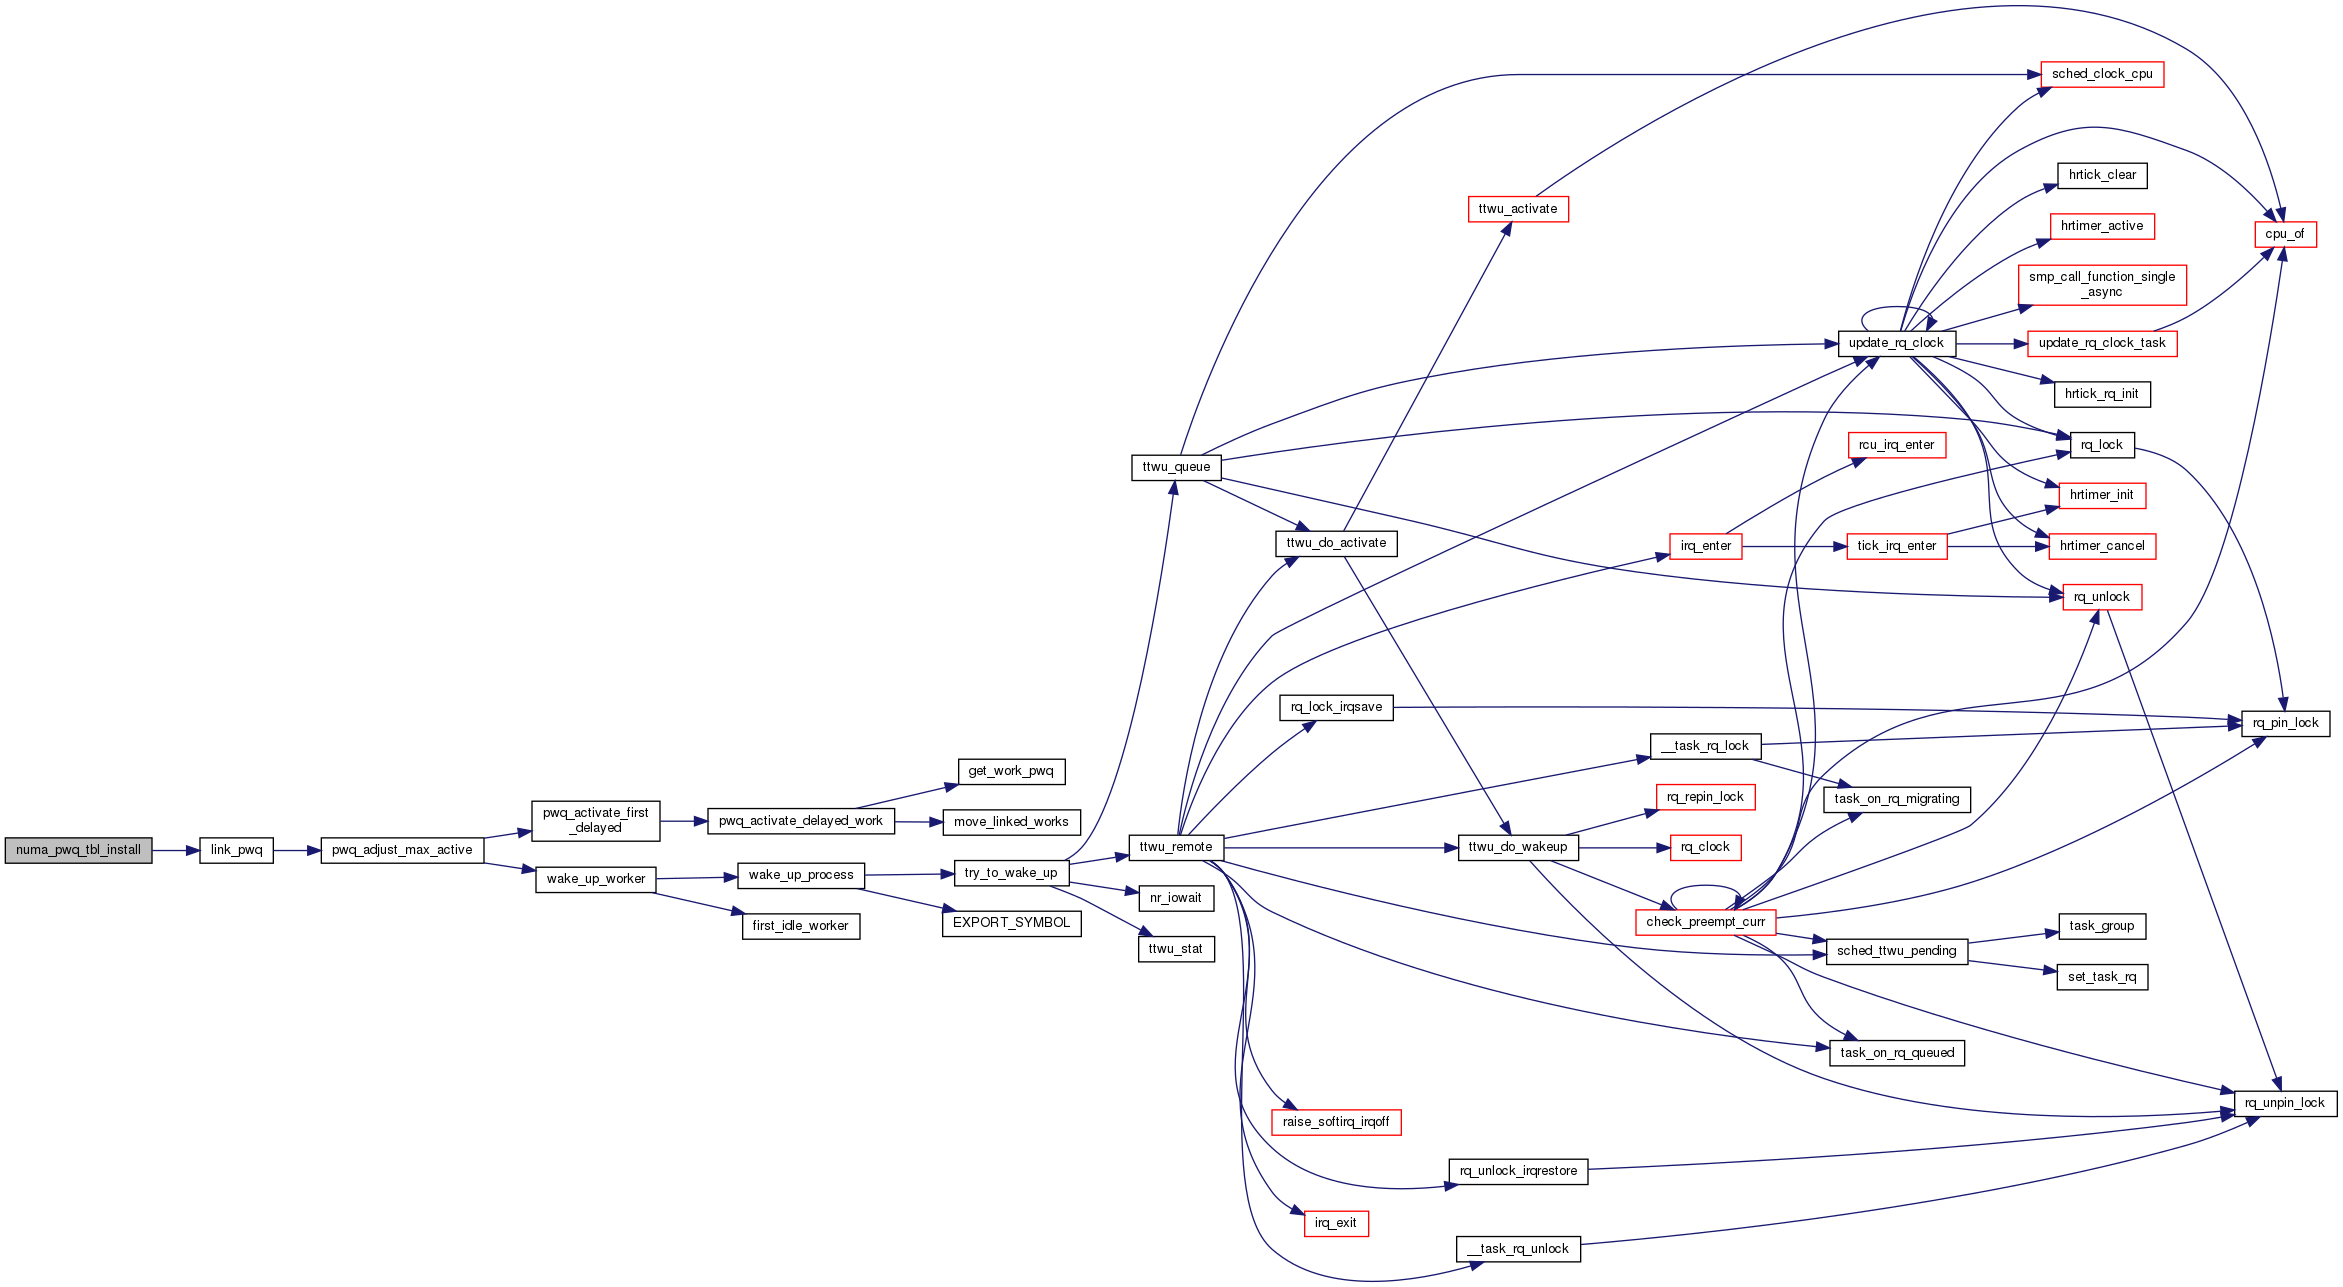 numa_pwq_tbl_install
link_pwq
pwq_adjust_max_active
pwq_activate_first
_delayed
wake_up_worker
pwq_activate_delayed_work
wake_up_process
first_idle_worker
get_work_pwq
move_linked_works
try_to_wake_up
EXPORT_SYMBOL
ttwu_queue
ttwu_remote
nr_iowait
ttwu_stat
ttwu_activate
ttwu_do_activate
rq_lock_irqsave
ttwu_do_wakeup
raise_softirq_irqoff
rq_unlock_irqrestore
irq_exit
__task_rq_unlock
irq_enter
__task_rq_lock
rq_repin_lock
rq_clock
check_preempt_curr
update_rq_clock
rcu_irq_enter
tick_irq_enter
task_on_rq_migrating
sched_ttwu_pending
task_on_rq_queued
sched_clock_cpu
hrtick_clear
hrtimer_active
smp_call_function_single
_async
update_rq_clock_task
hrtick_rq_init
rq_lock
hrtimer_init
hrtimer_cancel
rq_unlock
task_group
set_task_rq
cpu_of
rq_pin_lock
rq_unpin_lock